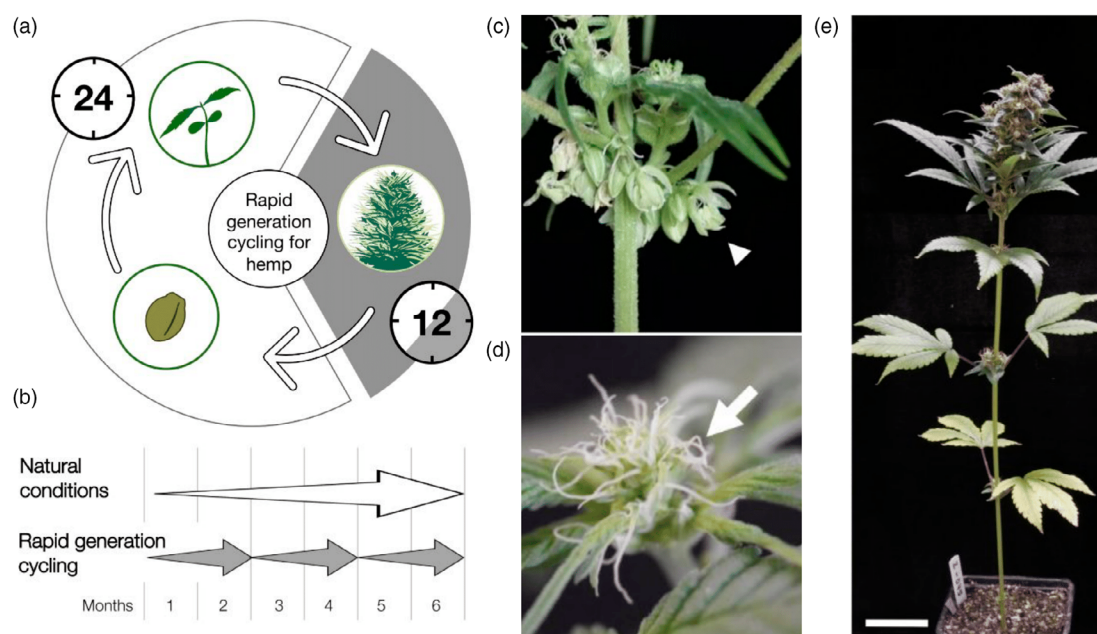 (a)
24
Rapid
generation
cycling for
hemp
12
(b)
Natural
conditions
Rapid generation
cycling
Months 1 2 3 4 5 6
(c)
(d)
(e)